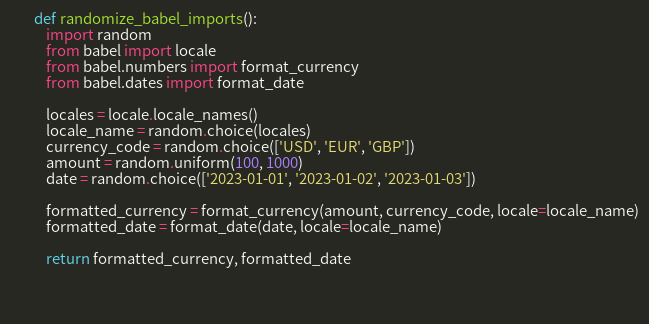 def randomize_babel_imports():
import random
from babel import locale
from babel.numbers import format_currency
from babel.dates import format_date
locales = locale.locale_names()
locale_name = random.choice(locales)
currency_code = random.choice(['USD', 'EUR', 'GBP'])
amount = random.uniform(100, 1000)
date = random.choice(['2023-01-01', '2023-01-02', '2023-01-03'])
formatted_currency = format_currency(amount, currency_code, locale=locale_name)
formatted_date = format_date(date, locale=locale_name)
return formatted_currency, formatted_date